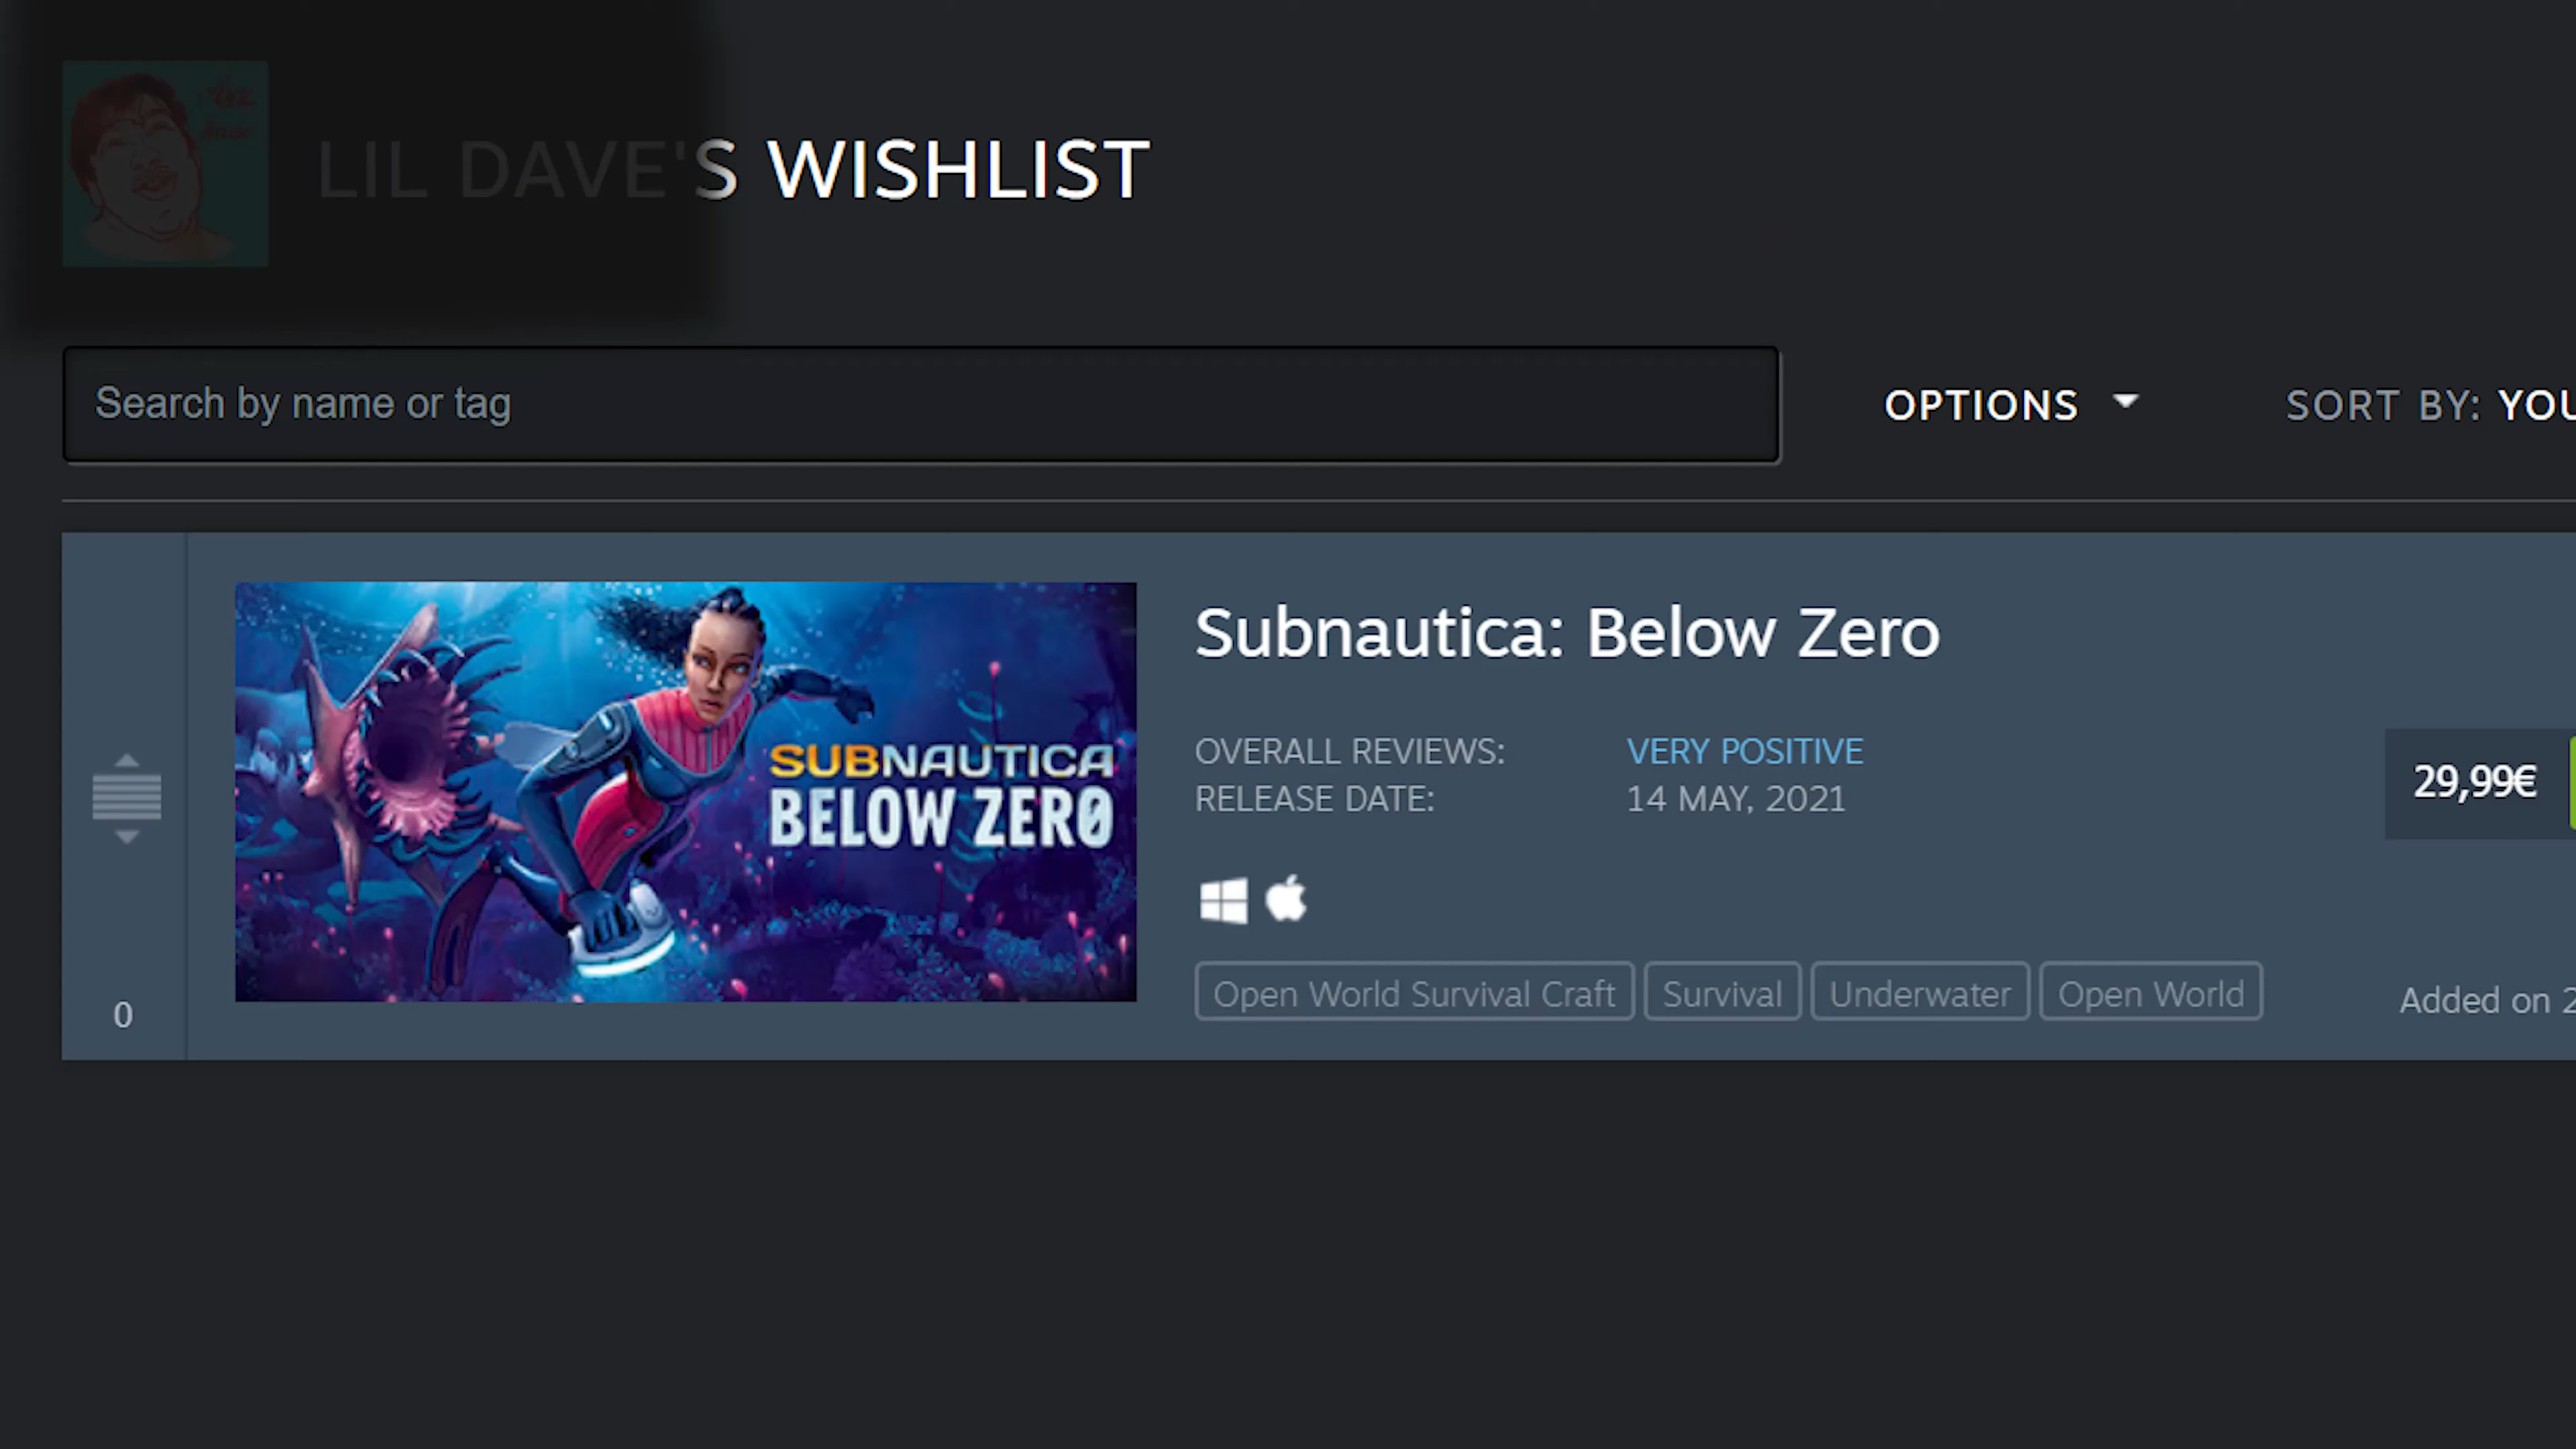 LIL DAVE'S WISHLIST
Search by name or tag
OPTIONS
SORT BY: YOU
SUBNAUTICA
BELOW ZERO
Subnautica: Below Zero
OVERALL REVIEWS: VERY POSITIVE
RELEASE DATE: 14 MAY, 2021
29,99€
Open World Survival Craft Survival Underwater Open World
Added on 2
0